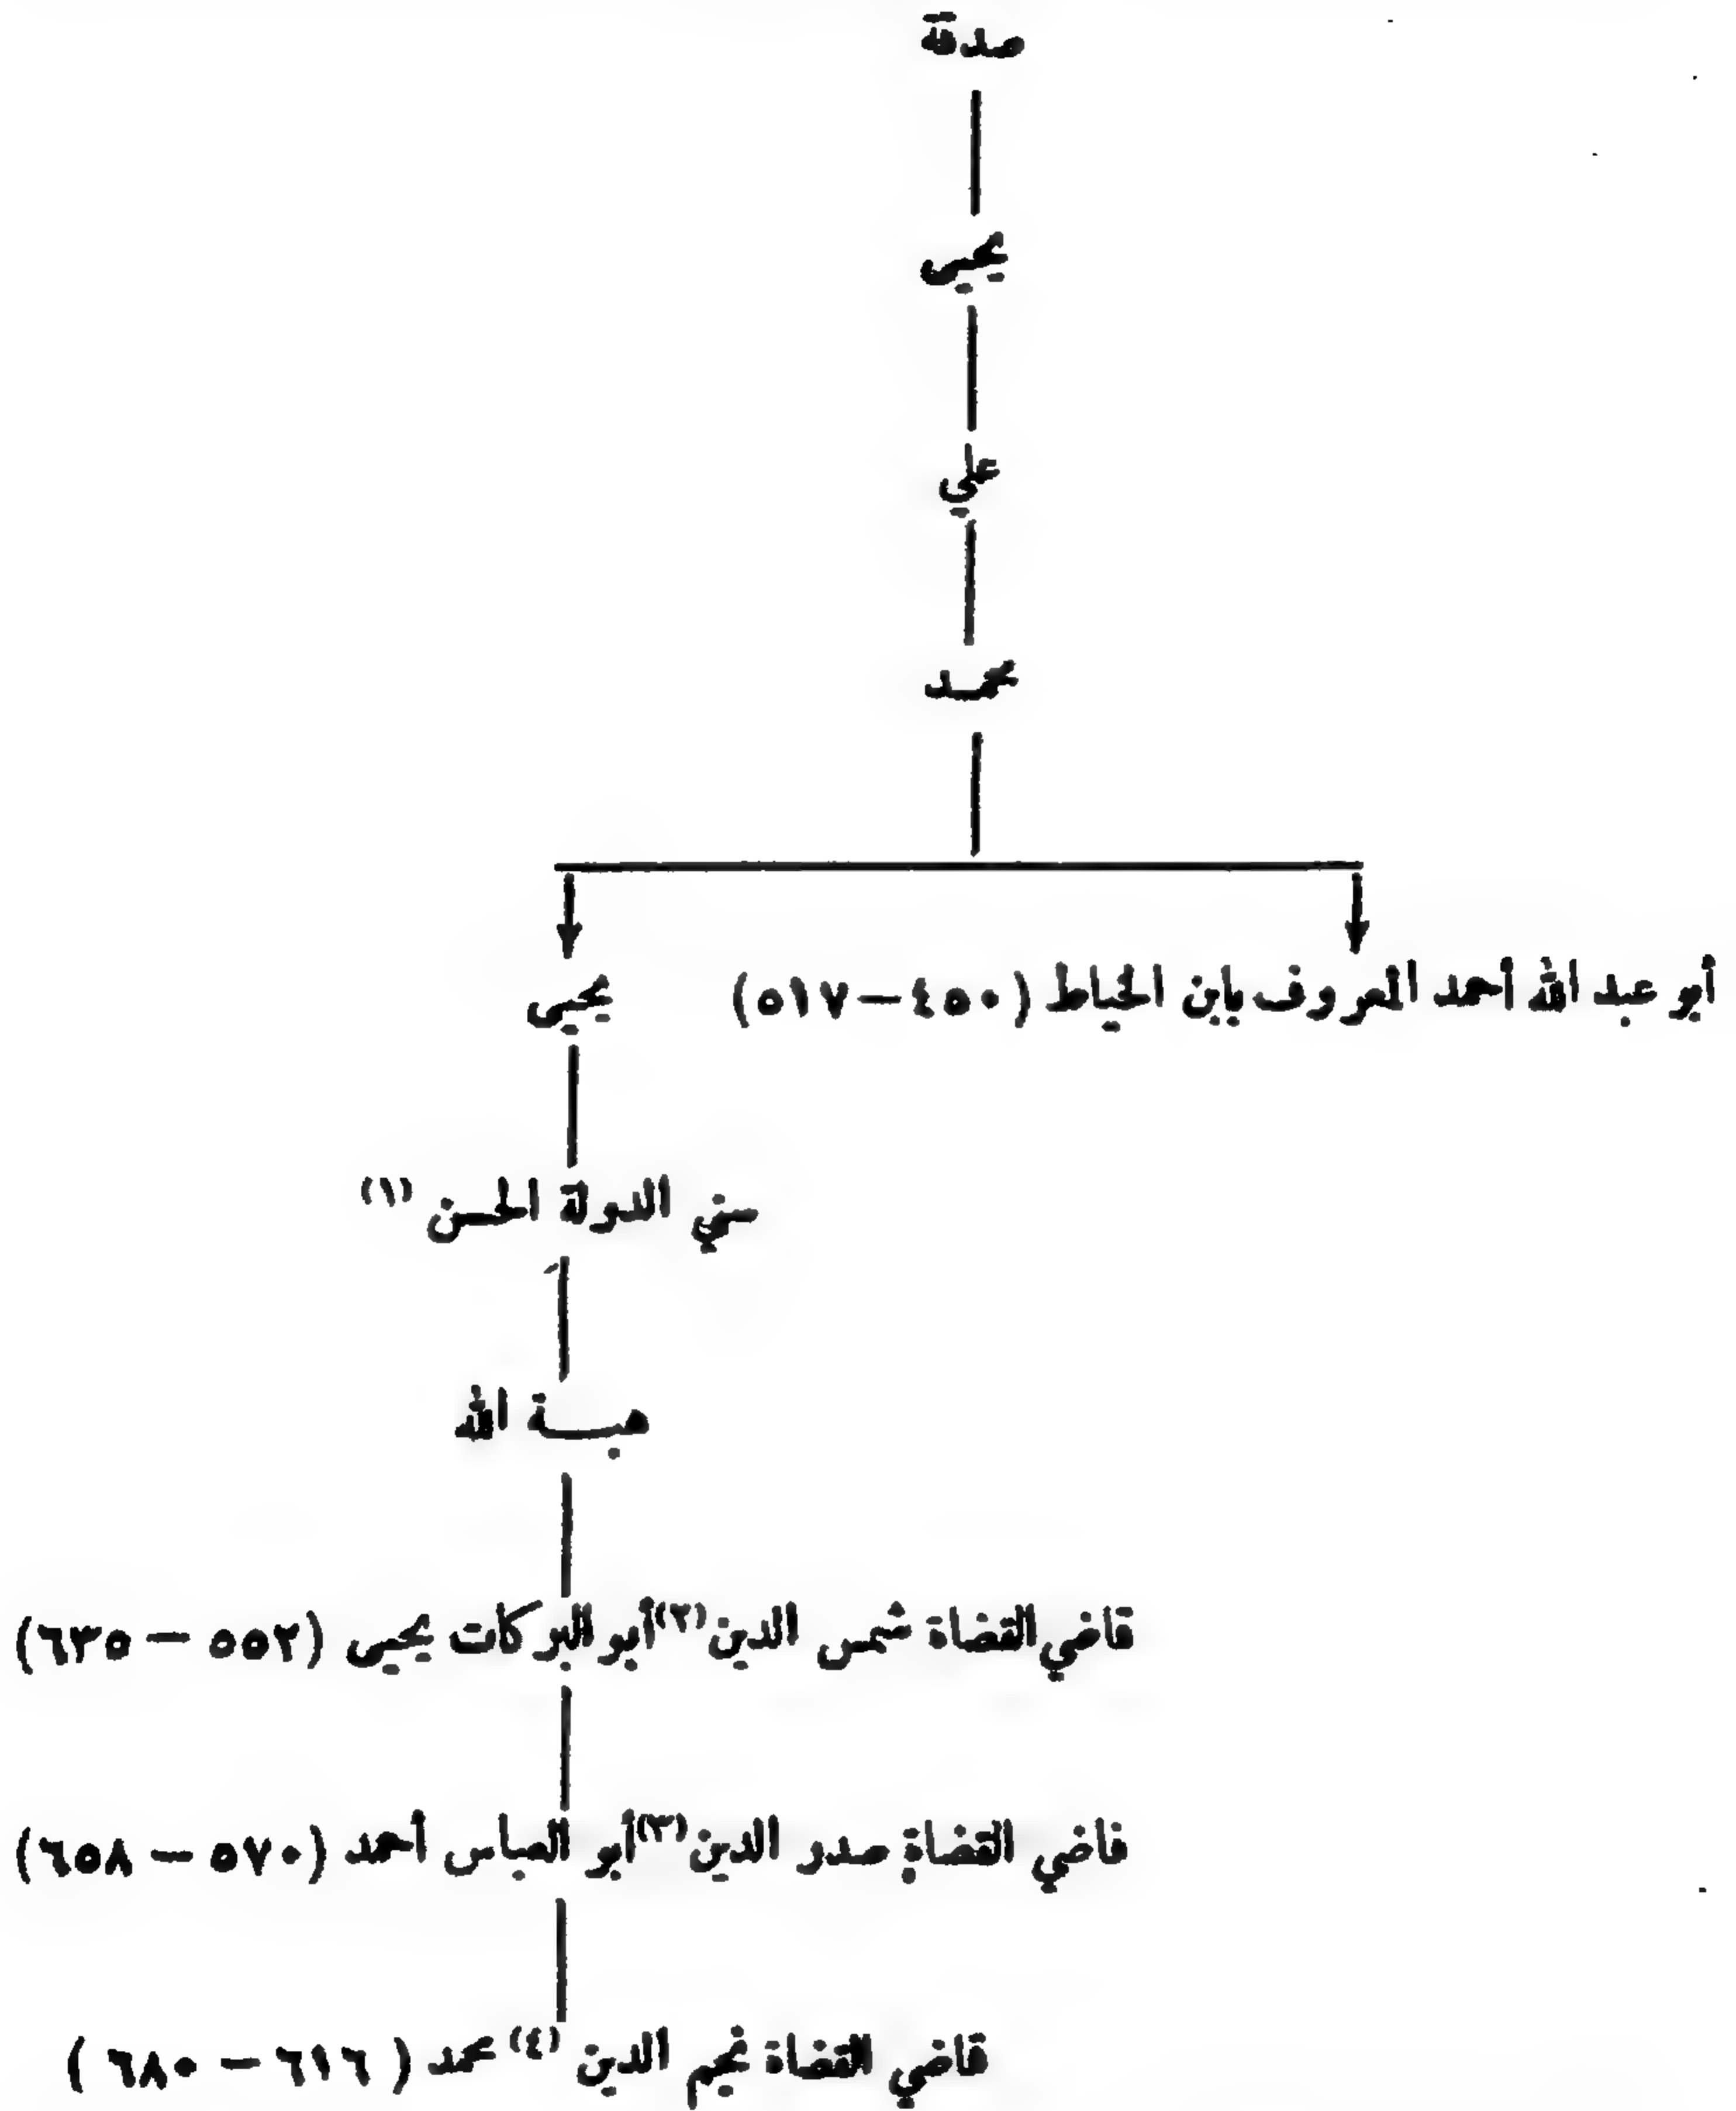 صدقة
يحيى
علي
محمد
أبو عبد الله أحمد المعروف بابن الخياط (٤٥٠ – ٥١٧)
يحيى
سني الدولة الحسن (١)
هبة الله
قاضي القضاة شمس الدين (٢) أبو البركات يحيى (٥٥٢ – ٦٣٥)
قاضي القضاة صدر الدين (٣) أبو العباس أحمد (٥٧٠ – ٦٥٨)
قاضي القضاة نجم الدين (٤) محمد (٦١٦ – ٦٨٠)